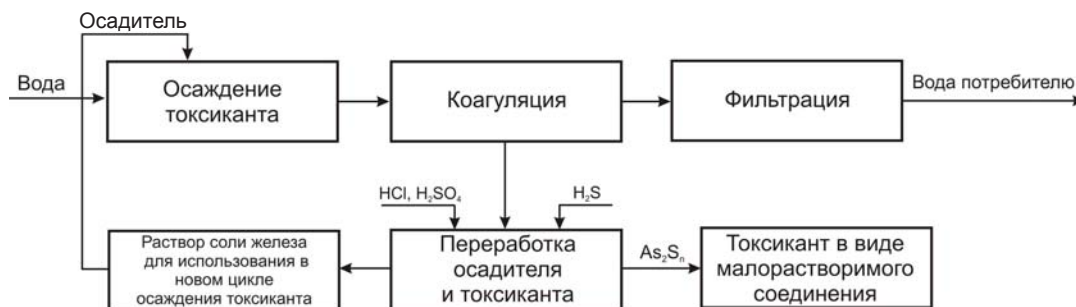 Осадитель
Вода
Осаждение
токсиканта
Коагуляция
Фильтрация
Вода потребителю
HCl, H₂SO₄
H₂S
Раствор соли железа
для использования в
новом цикле
осаждения токсиканта
Переработка
осадителя
и токсиканта
As₂Sₙ
Токсикант в виде
малорастворимого
соединения